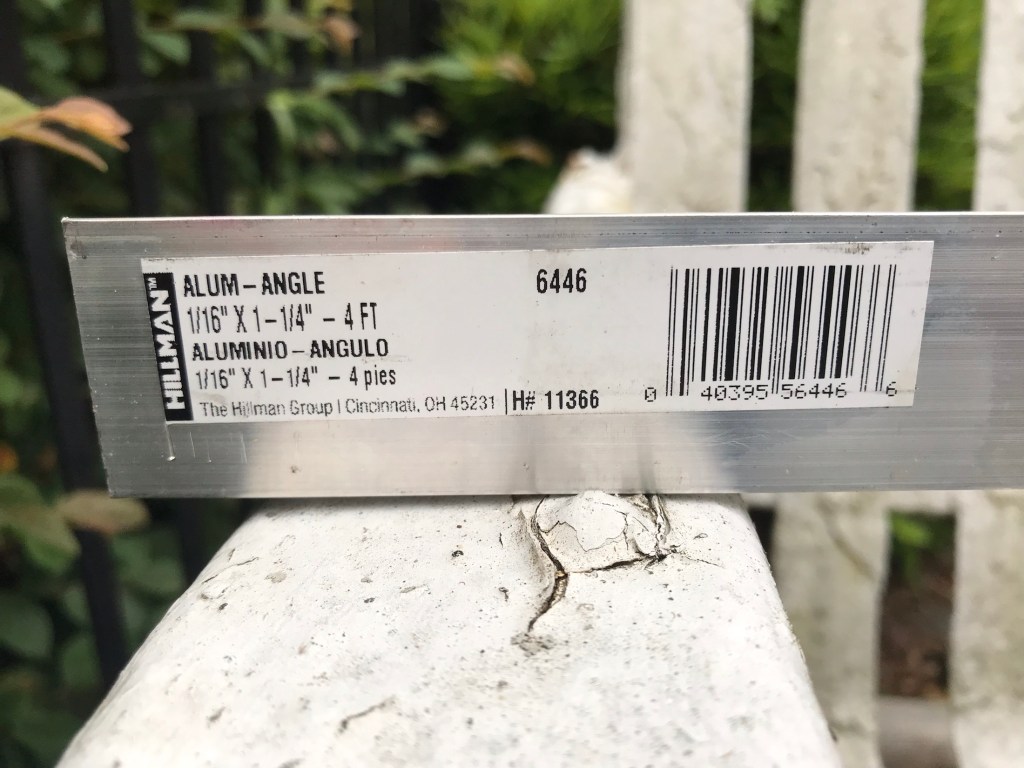 HILLMAN™
ALUM-ANGLE
6446
1/16" X 1-1/4" - 4 FT
ALUMINIO-ANGULO
1/16" X 1-1/4" - 4 pies
The Hillman Group | Cincinnati, OH 45231 | H# 11366
0 40395 56446 6